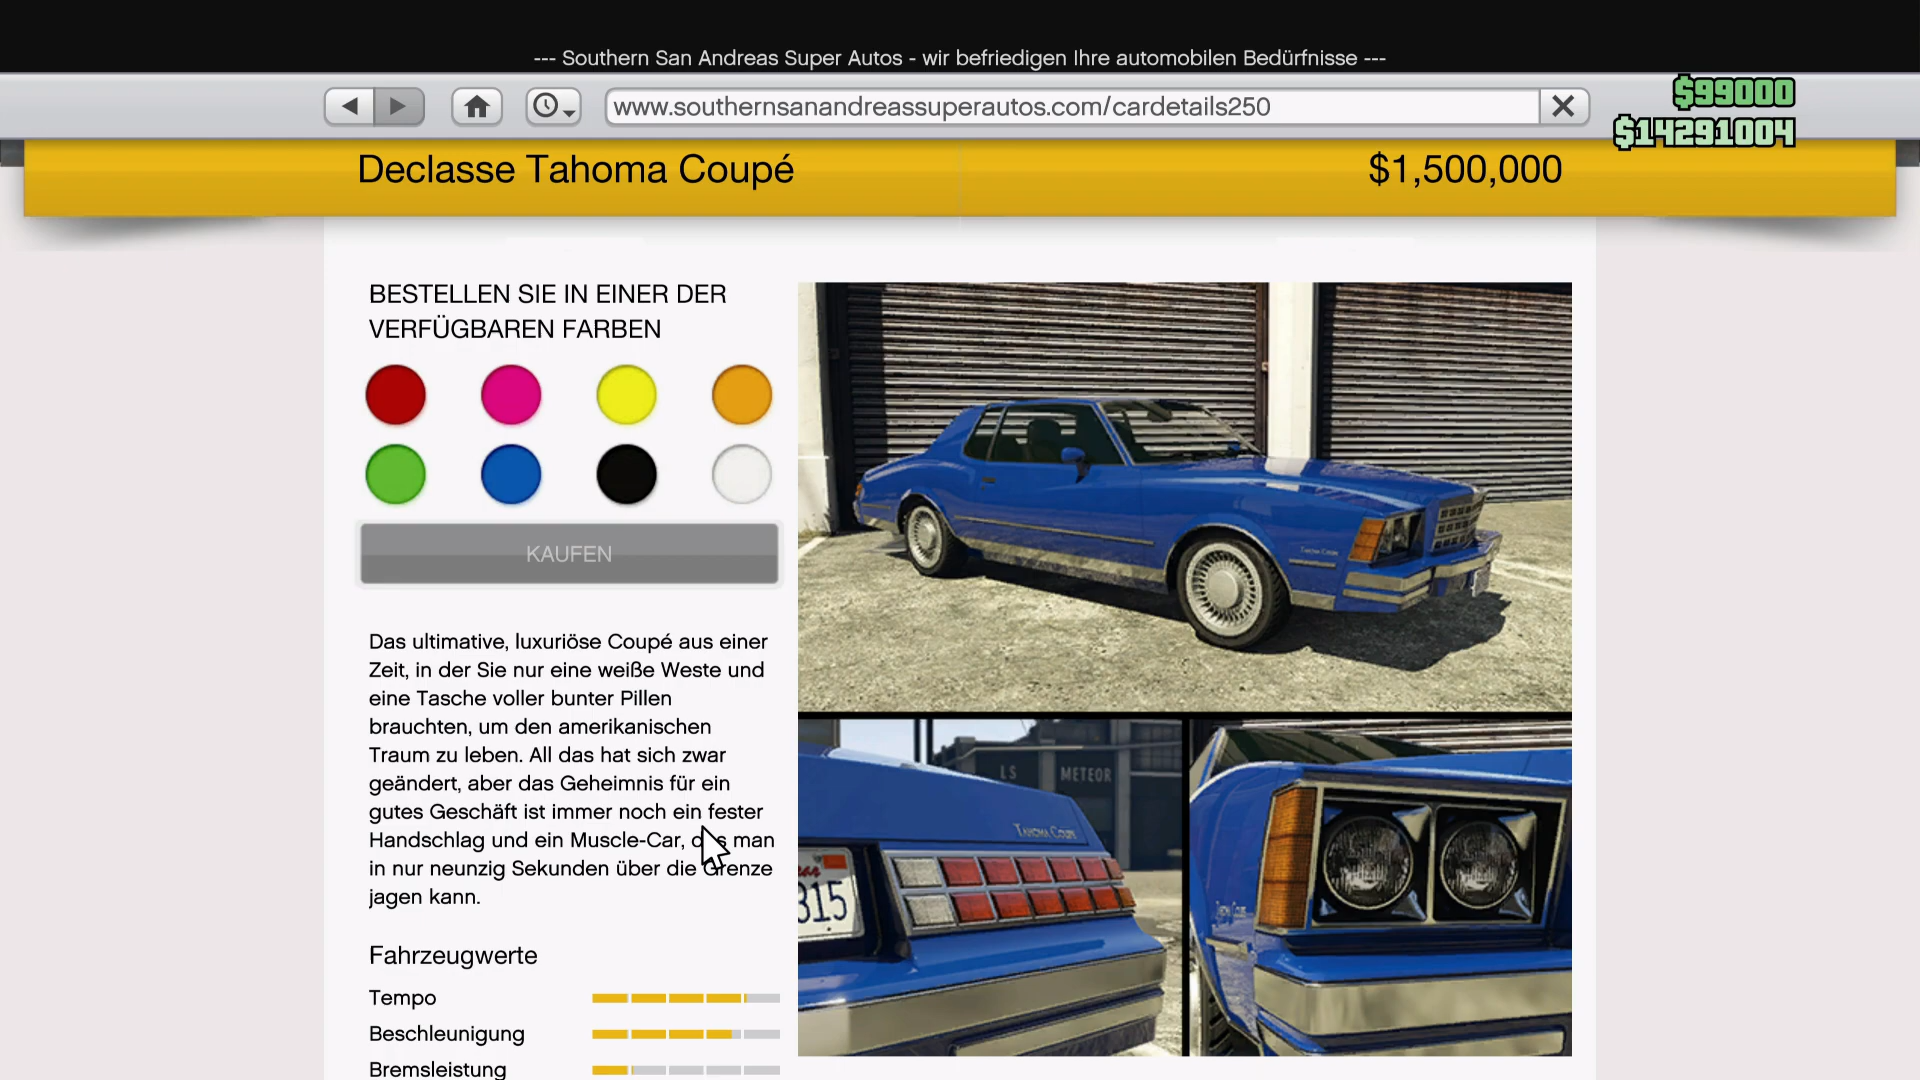 --- Southern San Andreas Super Autos - wir befriedigen Ihre automobilen Bedürfnisse ---
www.southernsanandreassuperautos.com/cardetails250
$99000
$14291004
Declasse Tahoma Coupé
$1,500,000
BESTELLEN SIE IN EINER DER
VERFÜGBAREN FARBEN
KAUFEN
Das ultimative, luxuriöse Coupé aus einer
Zeit, in der Sie nur eine weiße Weste und
eine Tasche voller bunter Pillen
brauchten, um den amerikanischen
Traum zu leben. All das hat sich zwar
geändert, aber das Geheimnis für ein
gutes Geschäft ist immer noch ein fester
Handschlag und ein Muscle-Car, das man
in nur neunzig Sekunden über die Grenze
jagen kann.
Fahrzeugwerte
Tempo
Beschleunigung
Bremsleistung
LS METEOR
Tahoma Coupe
315